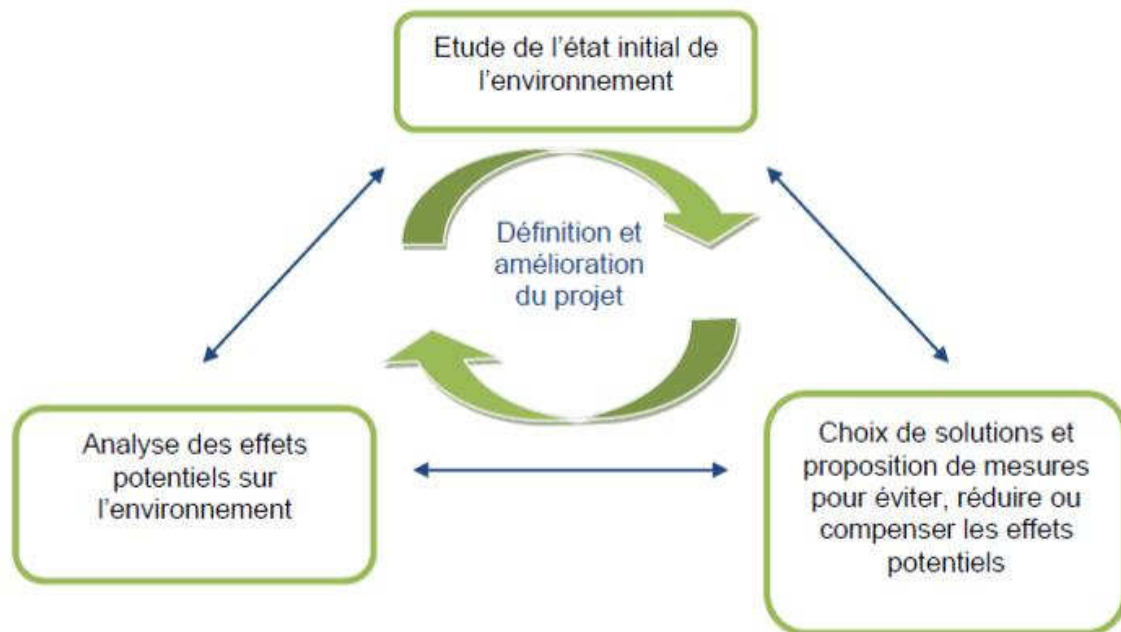 Etude de l’état initial de
l’environnement
Définition et
amélioration
du projet
Analyse des effets
potentiels sur
l’environnement
Choix de solutions et
proposition de mesures
pour éviter, réduire ou
compenser les effets
potentiels